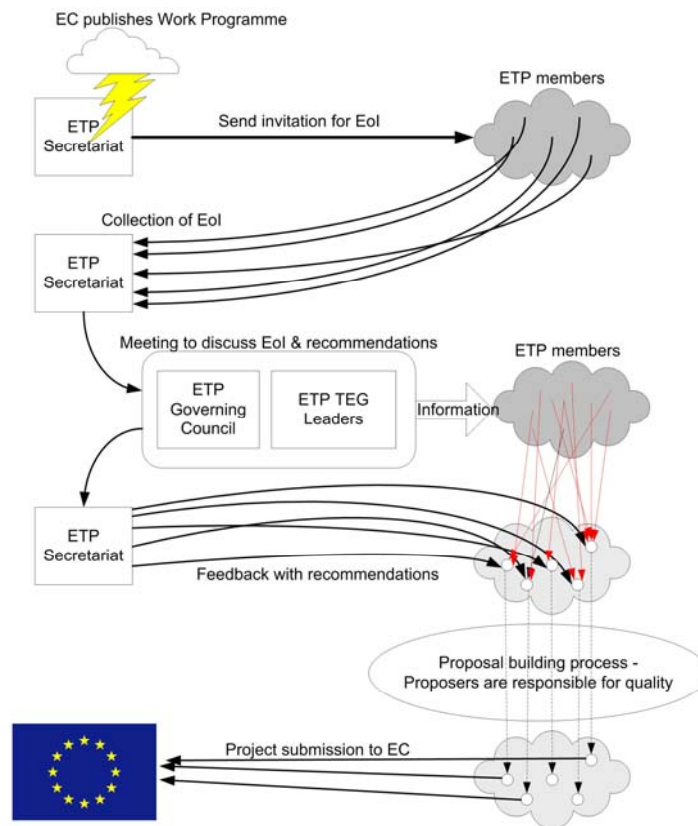 EC publishes Work Programme
ETP members
ETP
Secretariat
Send invitation for EoI
Collection of EoI
ETP
Secretariat
Meeting to discuss EoI & recommendations
ETP members
ETP
Governing
Council
ETP TEG
Leaders
Information
ETP
Secretariat
Feedback with recommendations
Proposal building process -
Proposers are responsible for quality
Project submission to EC